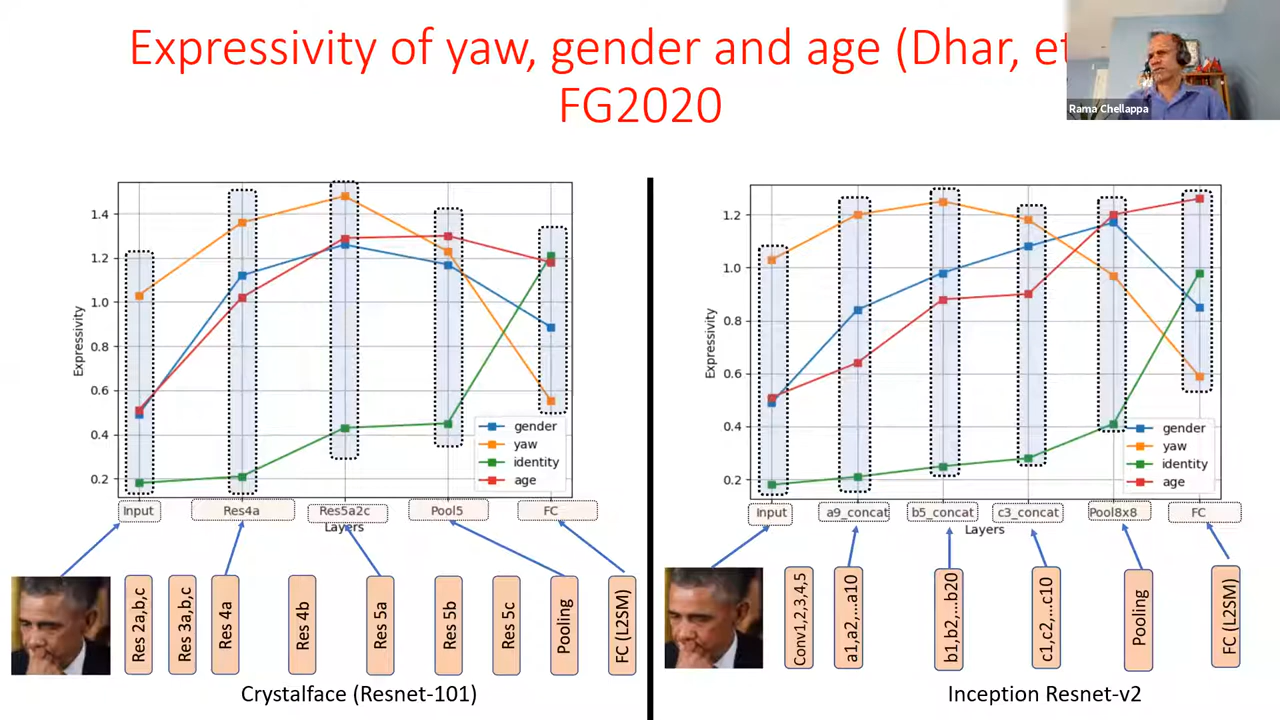 Expressivity of yaw, gender and age (Dhar, et
FG2020
Rama Chellappa
Expressivity
1.4
1.2
1.0
0.8
0.6
0.4
0.2
gender
yaw
identity
age
Input
Res4a
Res5a2c
Pool5
FC
Layers
Res 2a,b,c
Res 3a,b,c
Res 4a
Res 4b
Res 5a
Res 5b
Res 5c
Pooling
FC (L2SM)
Crystalface (Resnet-101)
Expressivity
1.2
1.0
0.8
0.6
0.4
0.2
gender
yaw
identity
age
Input
a9_concat
b5_concat
c3_concat
Pool8x8
FC
Layers
Conv1,2,3,4,5
a1,a2,...a10
b1,b2,...b20
c1,c2,...c10
Pooling
FC (L2SM)
Inception Resnet-v2